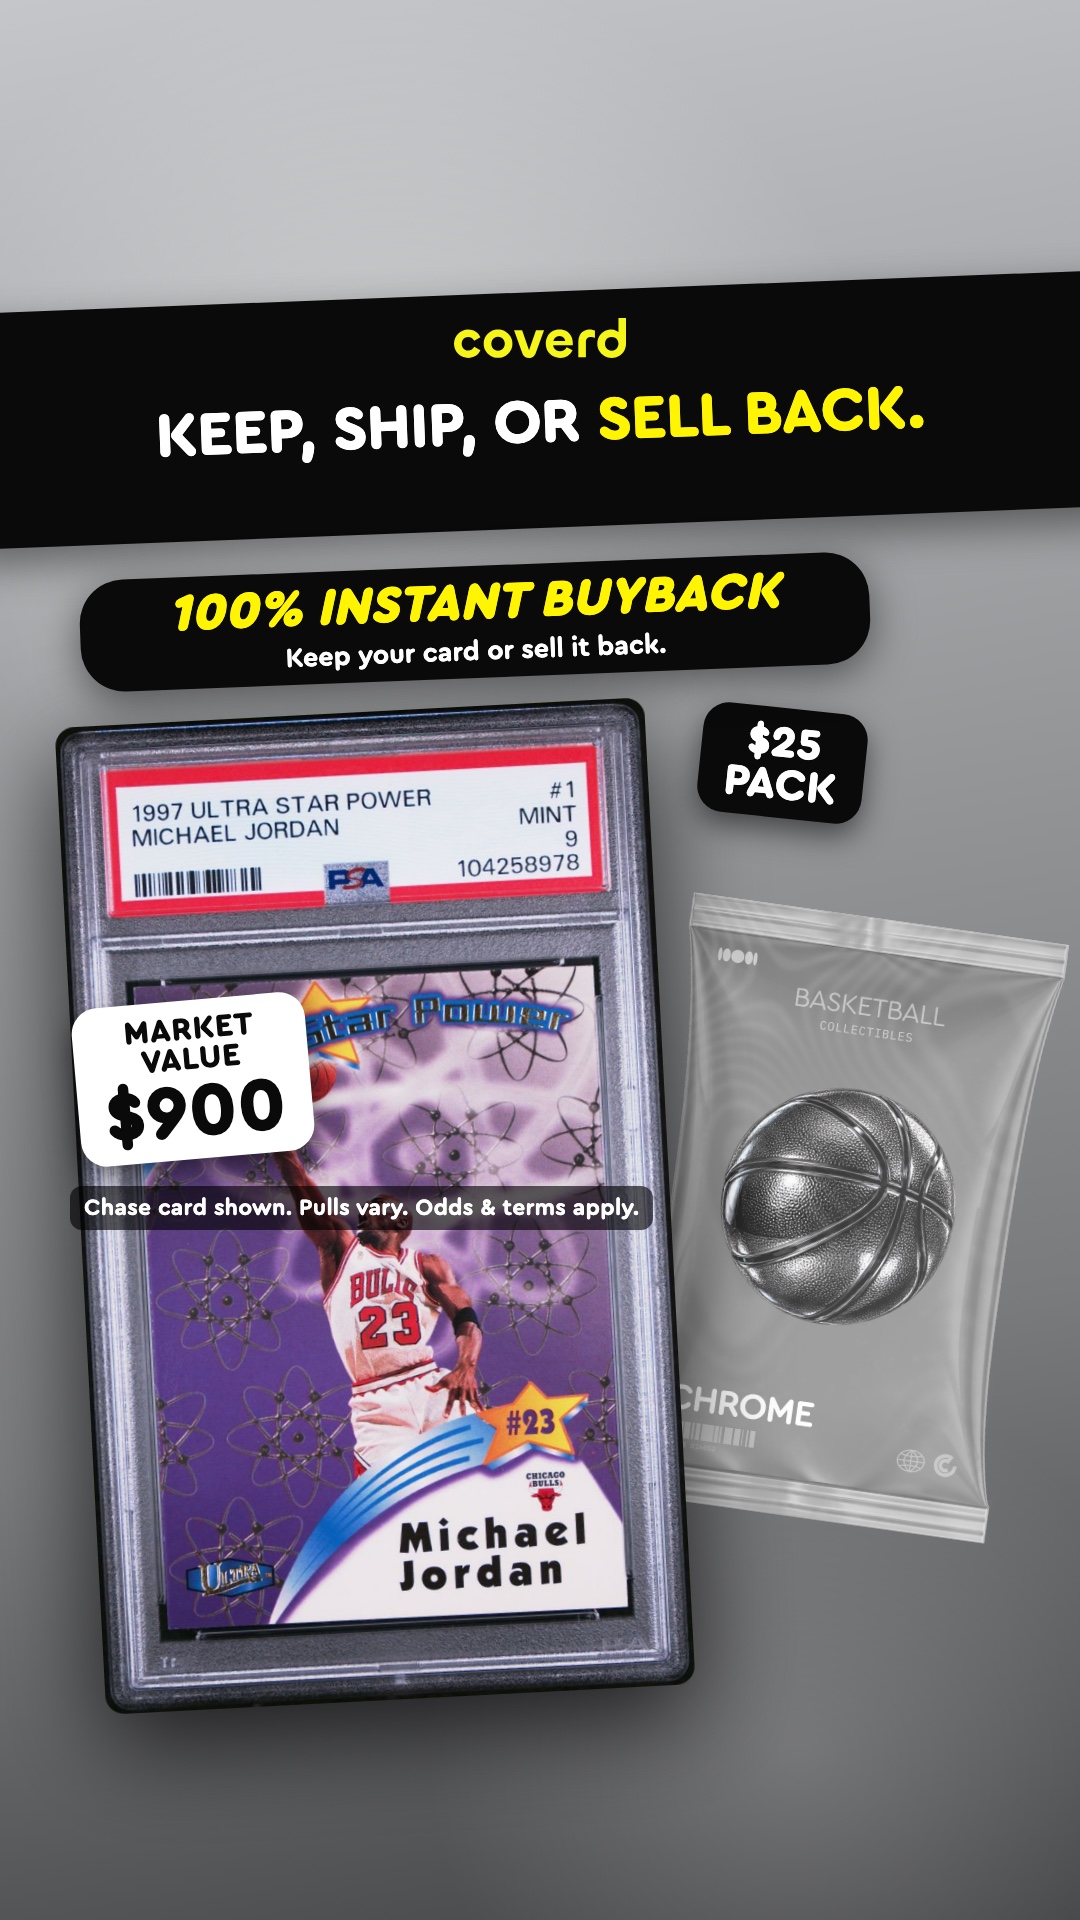 coverd
KEEP, SHIP, OR SELL BACK.
100% INSTANT BUYBACK
Keep your card or sell it back.
$25
PACK
1997 ULTRA STAR POWER
MICHAEL JORDAN
#1
MINT
9
104258978
PSA
Star Power
MARKET
VALUE
$900
Chase card shown. Pulls vary. Odds & terms apply.
BULLS
23
#23
CHICAGO
BULLS
Michael
Jordan
ULTRA
BASKETBALL
COLLECTIBLES
CHROME